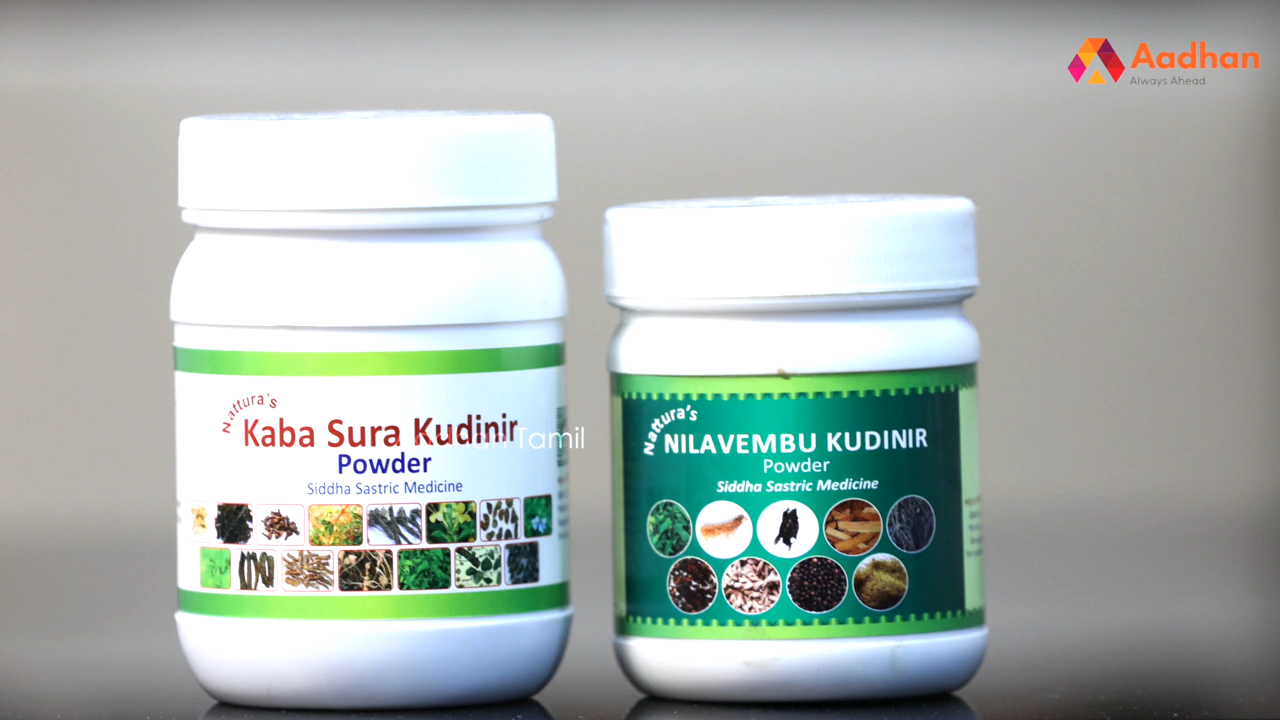 Aadhan
Always Ahead
Nattura's
Kaba Sura Kudinir
Powder
Siddha Sastric Medicine
Nattura's
NILAVEMBU KUDINIR
Powder
Siddha Sastric Medicine
Tamil